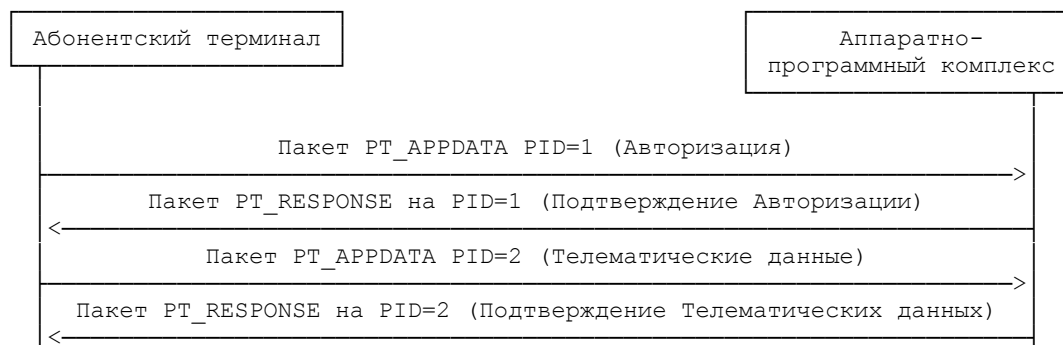 Абонентский терминал
Аппаратно-
программный комплекс
Пакет PT_APPDATA PID=1 (Авторизация)
Пакет PT_RESPONSE на PID=1 (Подтверждение Авторизации)
Пакет PT_APPDATA PID=2 (Телематические данные)
Пакет PT_RESPONSE на PID=2 (Подтверждение Телематических данных)